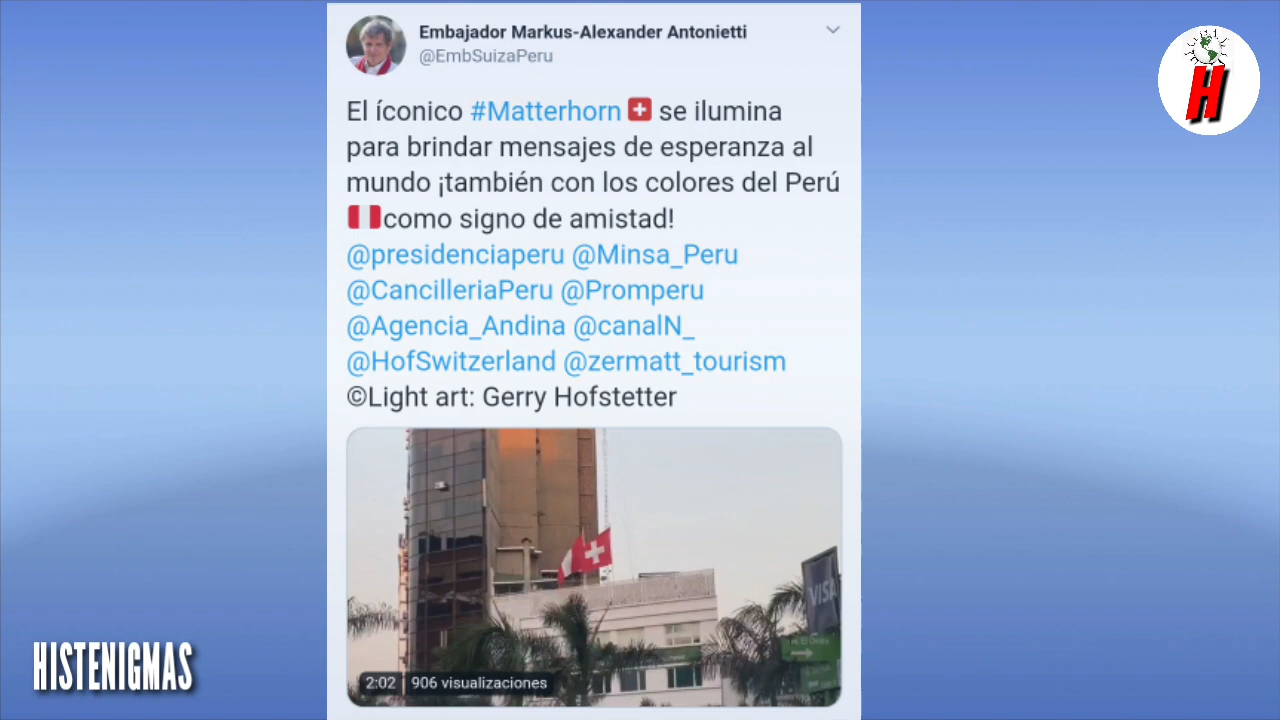 Embajador Markus-Alexander Antonietti
@EmbSuizaPeru
El íconico #Matterhorn se ilumina
para brindar mensajes de esperanza al
mundo ¡también con los colores del Perú
como signo de amistad!
@presidenciaperu @Minsa_Peru
@CancilleriaPeru @Promperu
@Agencia_Andina @canalN_
@HofSwitzerland @zermatt_tourism
©Light art: Gerry Hofstetter
VISA
2:02 906 visualizaciones
H
HISTENIGMAS